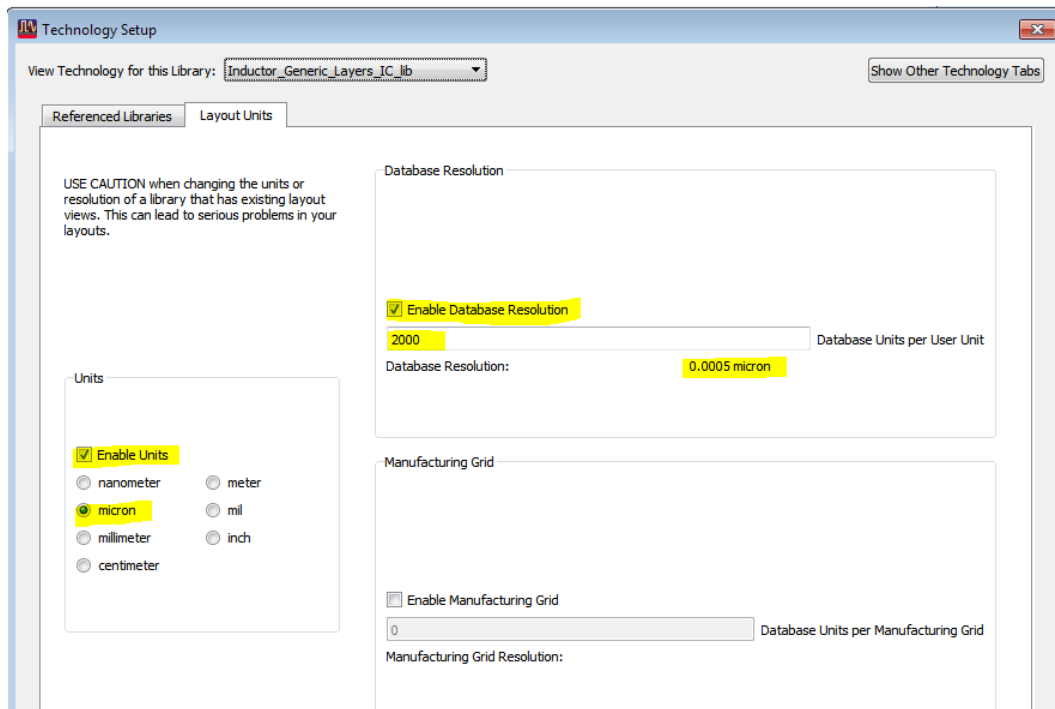 Technology Setup
View Technology for this Library: Inductor_Generic_Layers_IC_lib
Show Other Technology Tabs
Referenced Libraries
Layout Units
USE CAUTION when changing the units or
resolution of a library that has existing layout
views. This can lead to serious problems in your
layouts.
Units
Enable Units
nanometer
meter
micron
mil
millimeter
inch
centimeter
Database Resolution
Enable Database Resolution
2000
Database Units per User Unit
Database Resolution:
0.0005 micron
Manufacturing Grid
Enable Manufacturing Grid
0
Database Units per Manufacturing Grid
Manufacturing Grid Resolution: